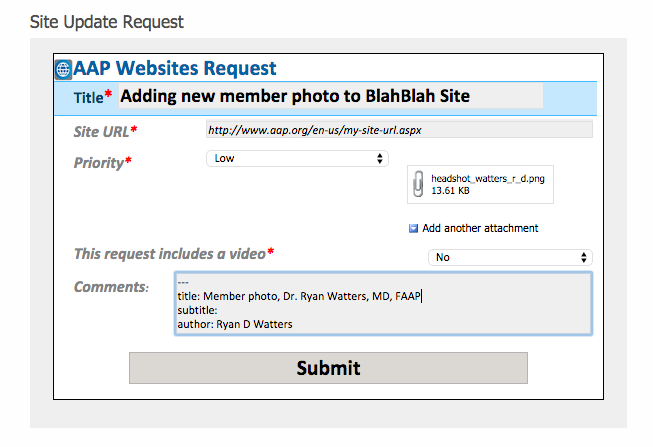 Site Update Request
AAP Websites Request
Title* Adding new member photo to BlahBlah Site
Site URL* http://www.aap.org/en-us/my-site-url.aspx
Priority* Low
headshot_watters_r_d.png
13.61 KB
Add another attachment
This request includes a video* No
Comments: ---
title: Member photo, Dr. Ryan Watters, MD, FAAP
subtitle:
author: Ryan D Watters
Submit